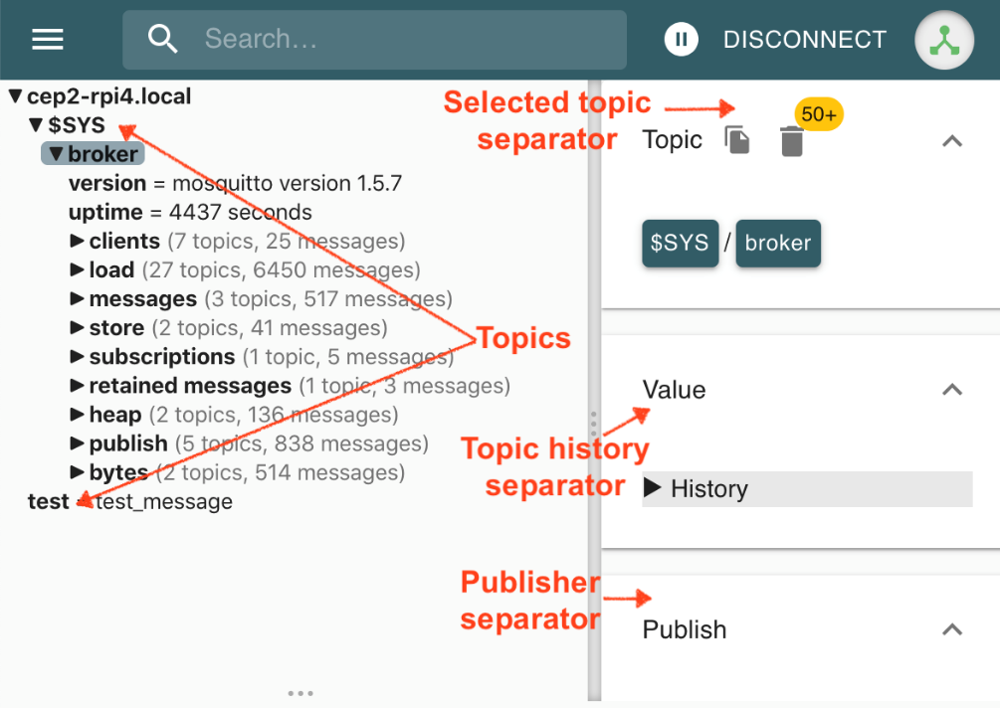 Search…
DISCONNECT
▼ cep2-rpi4.local
▼ $SYS
▼ broker
version = mosquitto version 1.5.7
uptime = 4437 seconds
▶ clients (7 topics, 25 messages)
▶ load (27 topics, 6450 messages)
▶ messages (3 topics, 517 messages)
▶ store (2 topics, 41 messages)
▶ subscriptions (1 topic, 5 messages)
▶ retained messages (1 topic, 3 messages)
▶ heap (2 topics, 136 messages)
▶ publish (5 topics, 838 messages)
▶ bytes (2 topics, 514 messages)
test = test_message
Topics
Selected topic
separator
50+
Topic
$SYS / broker
Value
Topic history
separator
▶ History
Publisher
separator
Publish